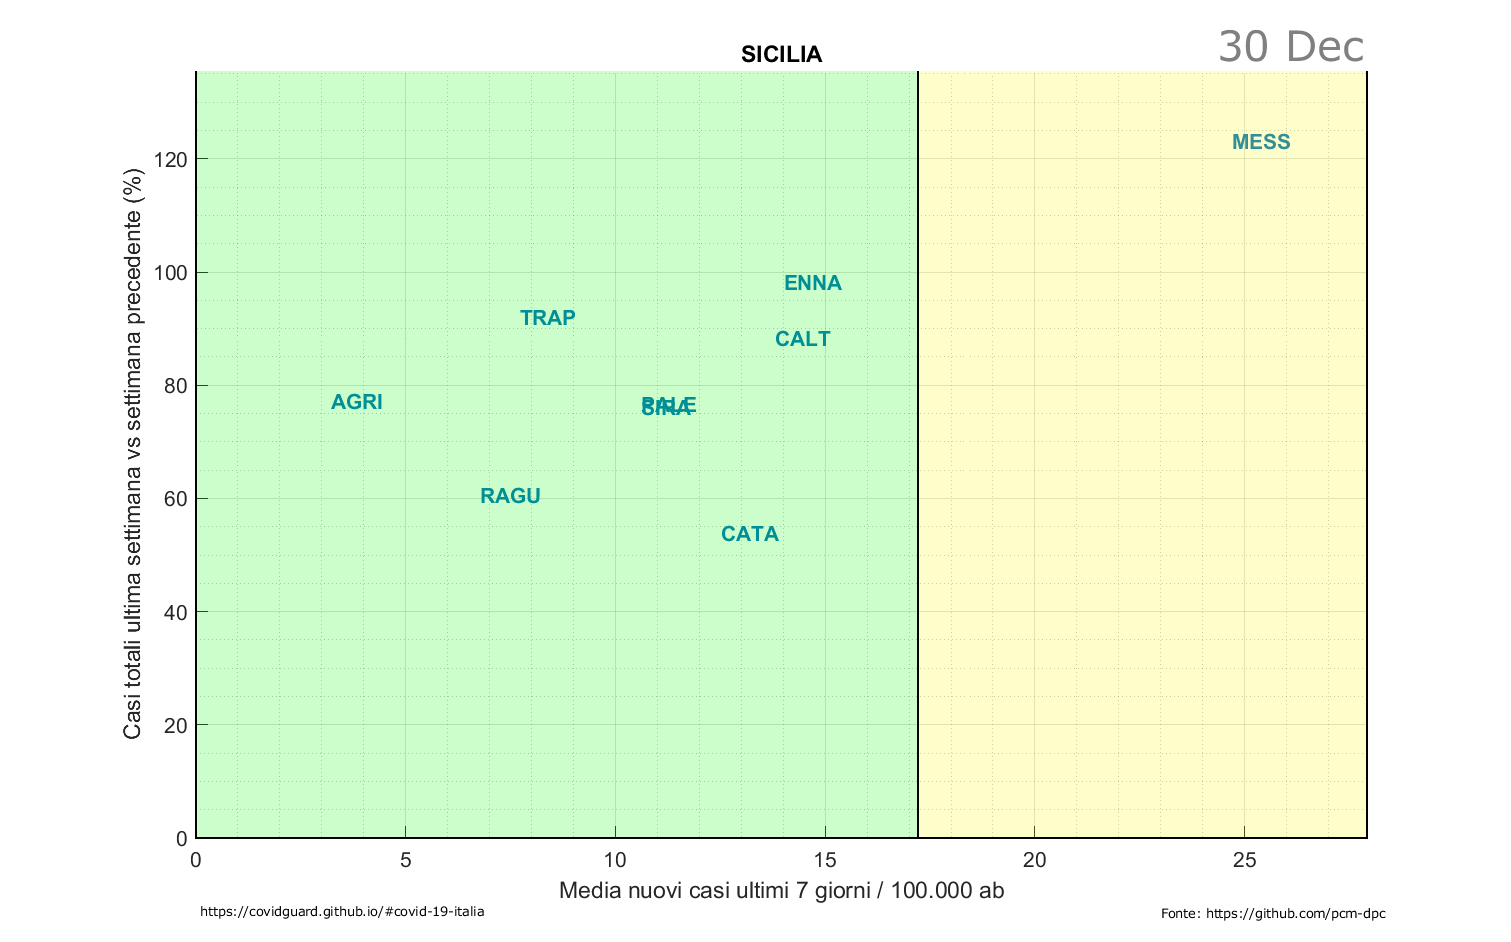 30 Dec
SICILIA
Casi totali ultima settimana vs settimana precedente (%)
120
100
80
60
40
20
0
MESS
ENNA
TRAP
CALT
AGRI
PALE
SIRA
RAGU
CATA
0 5 10 15 20 25
Media nuovi casi ultimi 7 giorni / 100.000 ab
https://covidguard.github.io/#covid-19-italia
Fonte: https://github.com/pcm-dpc